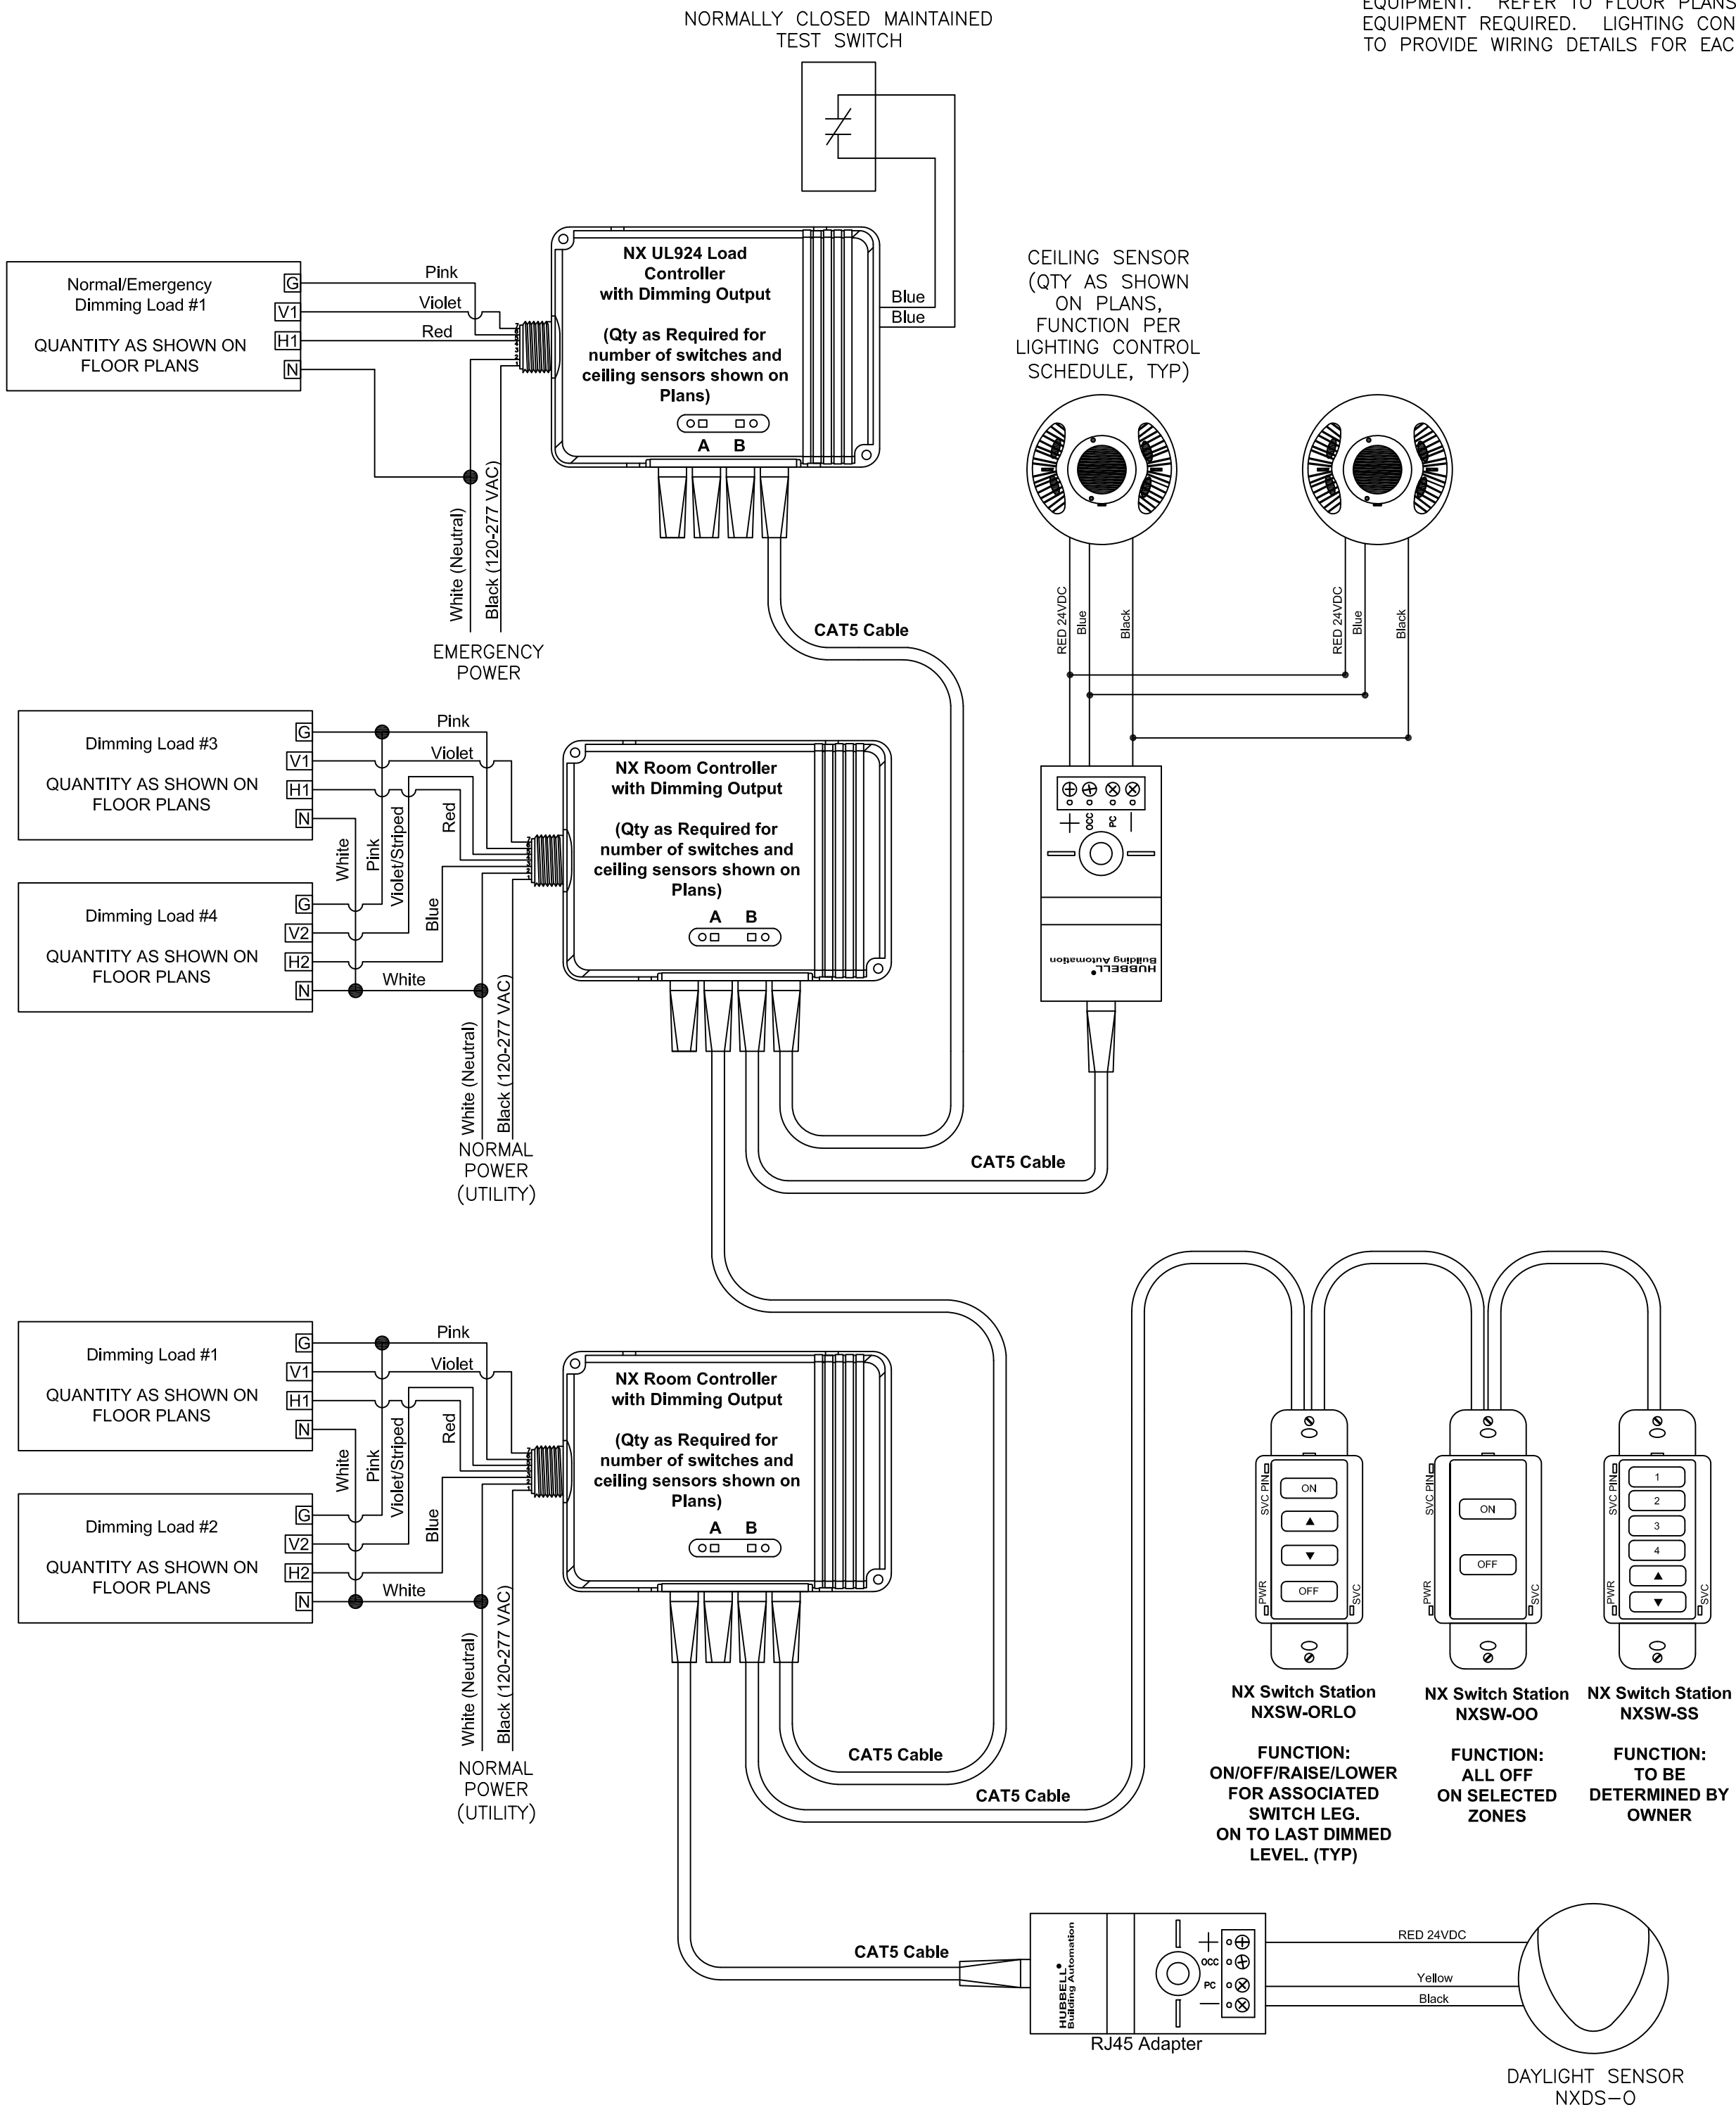 EQUIPMENT. REFER TO FLOOR PLANS
EQUIPMENT REQUIRED. LIGHTING CON
TO PROVIDE WIRING DETAILS FOR EAC
NORMALLY CLOSED MAINTAINED
TEST SWITCH
Normal/Emergency
Dimming Load #1
QUANTITY AS SHOWN ON
FLOOR PLANS
G
V1
H1
N
Pink
Violet
Red
NX UL924 Load
Controller
with Dimming Output
(Qty as Required for
number of switches and
ceiling sensors shown on
Plans)
A B
Blue
Blue
White (Neutral)
Black (120-277 VAC)
EMERGENCY
POWER
CEILING SENSOR
(QTY AS SHOWN
ON PLANS,
FUNCTION PER
LIGHTING CONTROL
SCHEDULE, TYP)
RED 24VDC
Blue
Black
RED 24VDC
Blue
Black
CAT5 Cable
Dimming Load #3
QUANTITY AS SHOWN ON
FLOOR PLANS
G
V1
H1
N
Pink
Violet
Red
White
Pink
Violet/Striped
Blue
Dimming Load #4
QUANTITY AS SHOWN ON
FLOOR PLANS
G
V2
H2
N
White
White (Neutral)
Black (120-277 VAC)
NORMAL
POWER
(UTILITY)
NX Room Controller
with Dimming Output
(Qty as Required for
number of switches and
ceiling sensors shown on
Plans)
A B
OCC
PC
HUBBELL
Building Automation
CAT5 Cable
Dimming Load #1
QUANTITY AS SHOWN ON
FLOOR PLANS
G
V1
H1
N
Pink
Violet
Red
White
Pink
Violet/Striped
Blue
Dimming Load #2
QUANTITY AS SHOWN ON
FLOOR PLANS
G
V2
H2
N
White
White (Neutral)
Black (120-277 VAC)
NORMAL
POWER
(UTILITY)
NX Room Controller
with Dimming Output
(Qty as Required for
number of switches and
ceiling sensors shown on
Plans)
A B
CAT5 Cable
CAT5 Cable
SVC PIN
ON
OFF
PWR
SVC
SVC PIN
ON
OFF
PWR
SVC
SVC PIN
1
2
3
4
PWR
SVC
NX Switch Station
NXSW-ORLO
FUNCTION:
ON/OFF/RAISE/LOWER
FOR ASSOCIATED
SWITCH LEG.
ON TO LAST DIMMED
LEVEL. (TYP)
NX Switch Station
NXSW-OO
FUNCTION:
ALL OFF
ON SELECTED
ZONES
NX Switch Station
NXSW-SS
FUNCTION:
TO BE
DETERMINED BY
OWNER
CAT5 Cable
HUBBELL
Building Automation
OCC
PC
RJ45 Adapter
RED 24VDC
Yellow
Black
DAYLIGHT SENSOR
NXDS-O